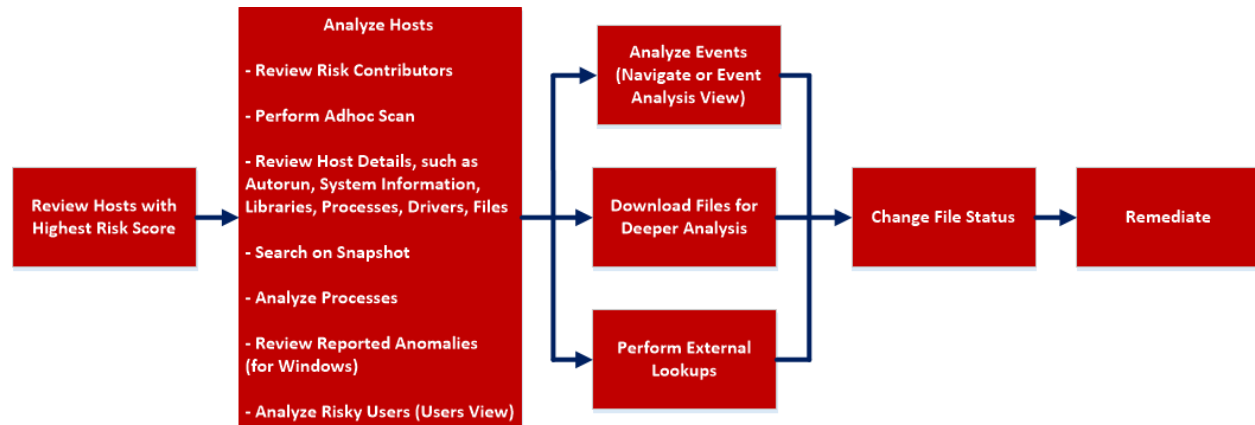 Review Hosts with
Highest Risk Score
Analyze Hosts
- Review Risk Contributors
- Perform Adhoc Scan
- Review Host Details, such as
Autorun, System Information,
Libraries, Processes, Drivers, Files
- Search on Snapshot
- Analyze Processes
- Review Reported Anomalies
(for Windows)
- Analyze Risky Users (Users View)
Analyze Events
(Navigate or Event
Analysis View)
Download Files for
Deeper Analysis
Perform External
Lookups
Change File Status
Remediate